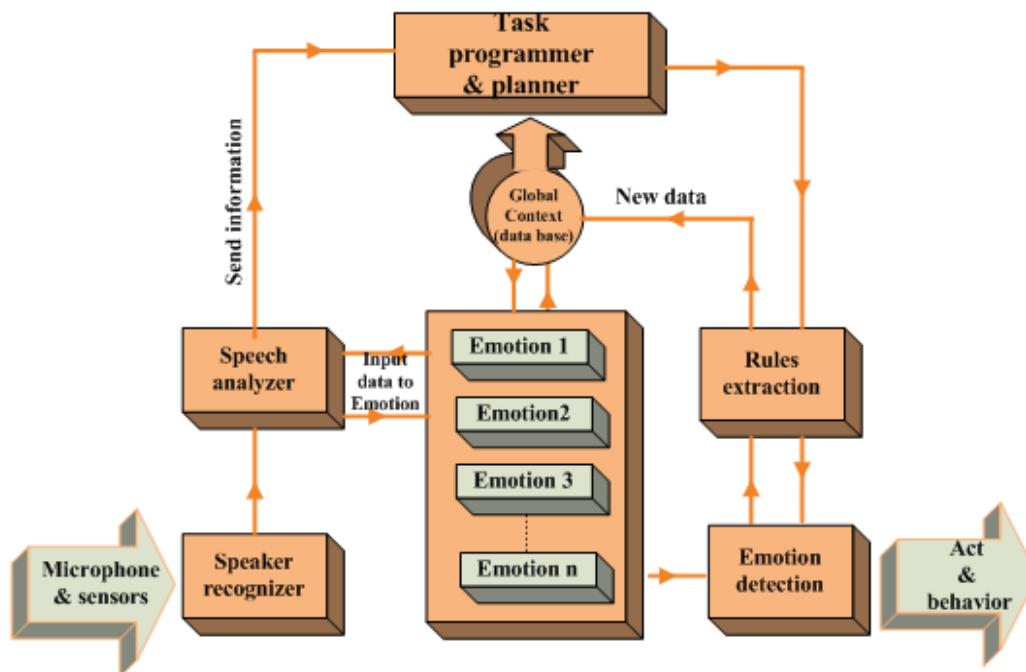 Task
programmer
& planner
Send information
Global
Context
(data base)
New data
Speech
analyzer
Input
data to
Emotion
Emotion 1
Emotion2
Emotion 3
Emotion n
Rules
extraction
Microphone
& sensors
Speaker
recognizer
Emotion
detection
Act
&
behavior